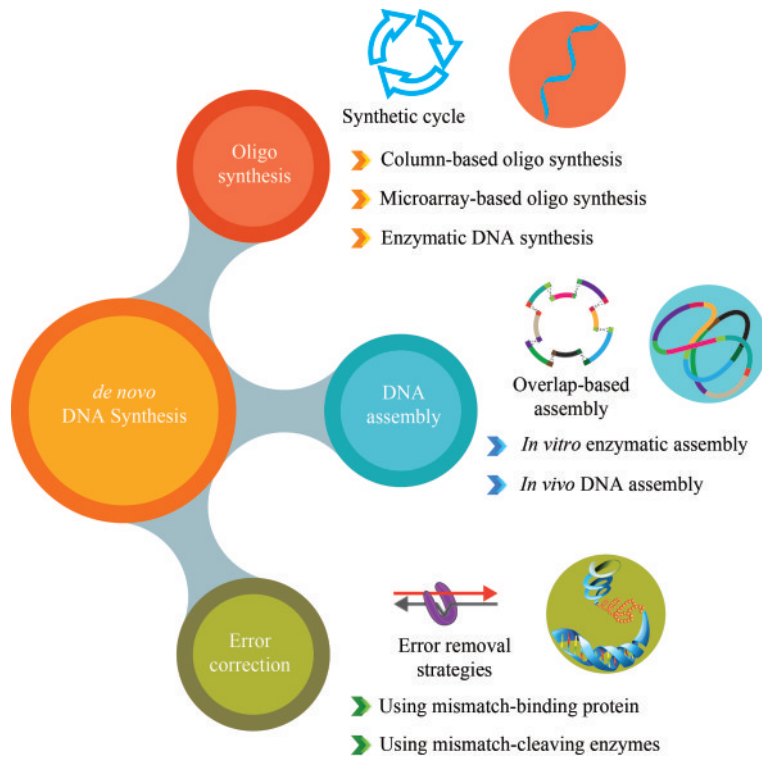 Oligo
synthesis
Synthetic cycle
Column-based oligo synthesis
Microarray-based oligo synthesis
Enzymatic DNA synthesis
de novo
DNA Synthesis
DNA
assembly
Overlap-based
assembly
In vitro enzymatic assembly
In vivo DNA assembly
Error
correction
Error removal
strategies
Using mismatch-binding protein
Using mismatch-cleaving enzymes